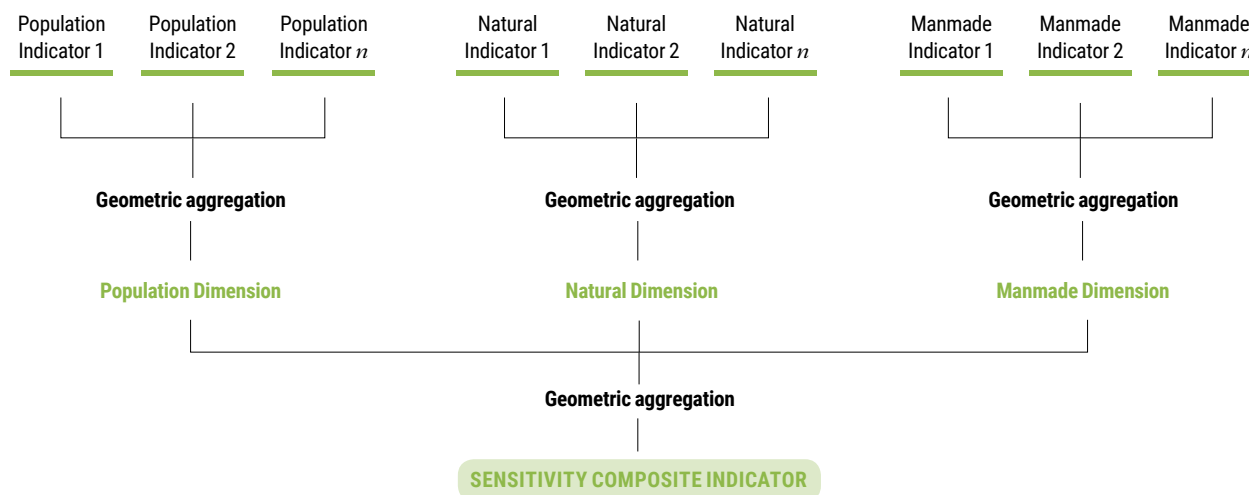 Population
Indicator 1
Population
Indicator 2
Population
Indicator n
Natural
Indicator 1
Natural
Indicator 2
Natural
Indicator n
Manmade
Indicator 1
Manmade
Indicator 2
Manmade
Indicator n
Geometric aggregation
Geometric aggregation
Geometric aggregation
Population Dimension
Natural Dimension
Manmade Dimension
Geometric aggregation
SENSITIVITY COMPOSITE INDICATOR